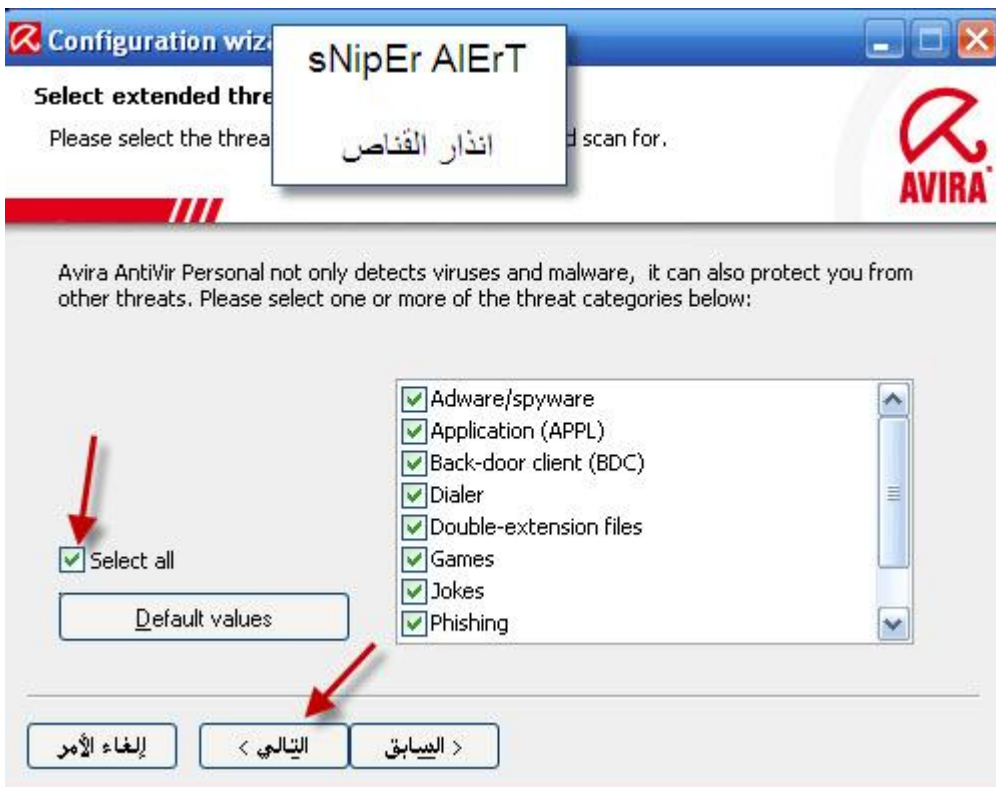 Configuration wiza
sNipEr AlErT
انذار القناص
Select extended thre
Please select the threa
d scan for.
AVIRA
Avira AntiVir Personal not only detects viruses and malware, it can also protect you from
other threats. Please select one or more of the threat categories below:
Adware/spyware
Application (APPL)
Back-door client (BDC)
Dialer
Double-extension files
Games
Jokes
Phishing
Select all
Default values
إلغاء الأمر
التالي >
< السابق